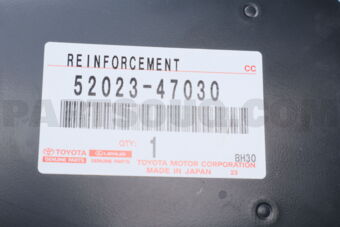 REINFORCEMENT
CC
52023-47030
QTY: 1
TOYOTA LEXUS
GENUINE PARTS GENUINE PARTS
TOYOTA MOTOR CORPORATION
BH30
MADE IN JAPAN 23